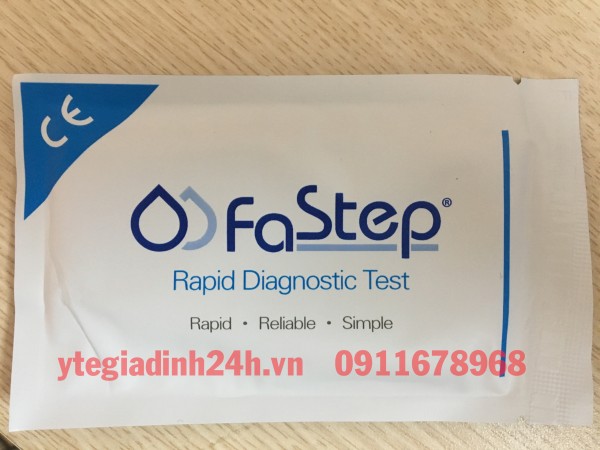 CE
FaStep®
Rapid Diagnostic Test
Rapid • Reliable • Simple
ytegiadinh24h.vn 0911678968